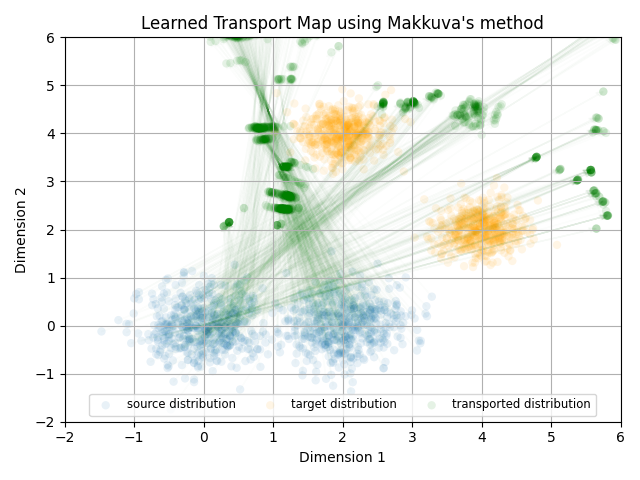 Learned Transport Map using Makkuva's method
6
5
4
3
2
1
0
−1
−2
Dimension 2
source distribution target distribution transported distribution
−2 −1 0 1 2 3 4 5 6
Dimension 1